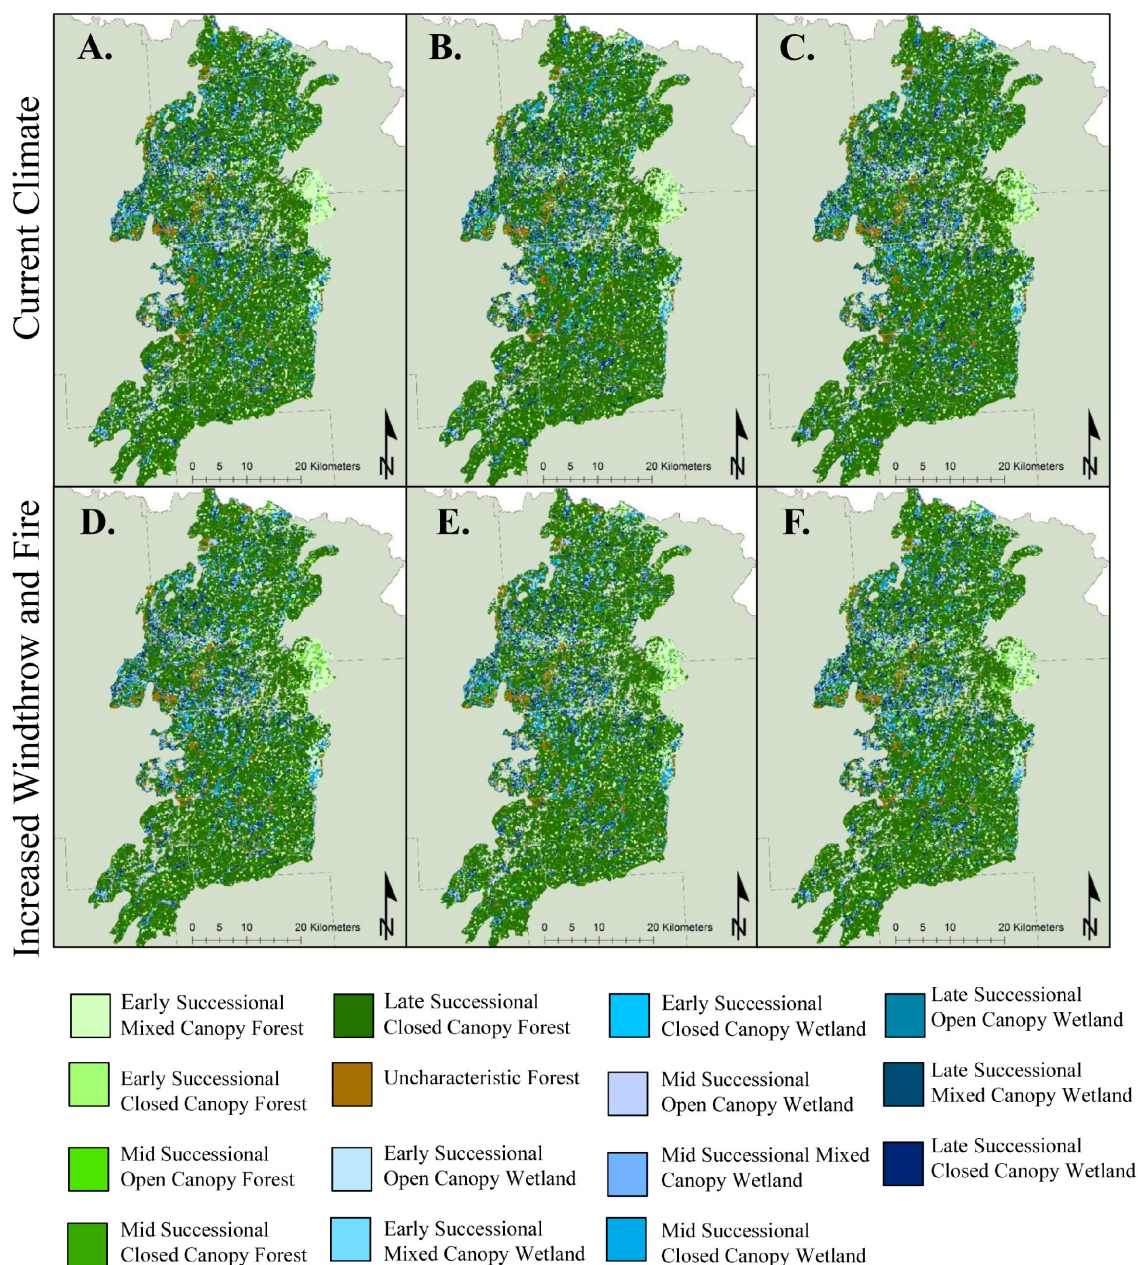 Current Climate
A.
B.
C.
N
0 5 10 20 Kilometers
N
0 5 10 20 Kilometers
N
0 5 10 20 Kilometers
Increased Windthrow and Fire
D.
E.
F.
N
0 5 10 20 Kilometers
N
0 5 10 20 Kilometers
N
0 5 10 20 Kilometers
Early Successional
Mixed Canopy Forest
Early Successional
Closed Canopy Forest
Mid Successional
Open Canopy Forest
Mid Successional
Closed Canopy Forest
Late Successional
Closed Canopy Forest
Uncharacteristic Forest
Early Successional
Open Canopy Wetland
Early Successional
Mixed Canopy Wetland
Early Successional
Closed Canopy Wetland
Mid Successional
Open Canopy Wetland
Mid Successional Mixed
Canopy Wetland
Mid Successional
Closed Canopy Wetland
Late Successional
Open Canopy Wetland
Late Successional
Mixed Canopy Wetland
Late Successional
Closed Canopy Wetland